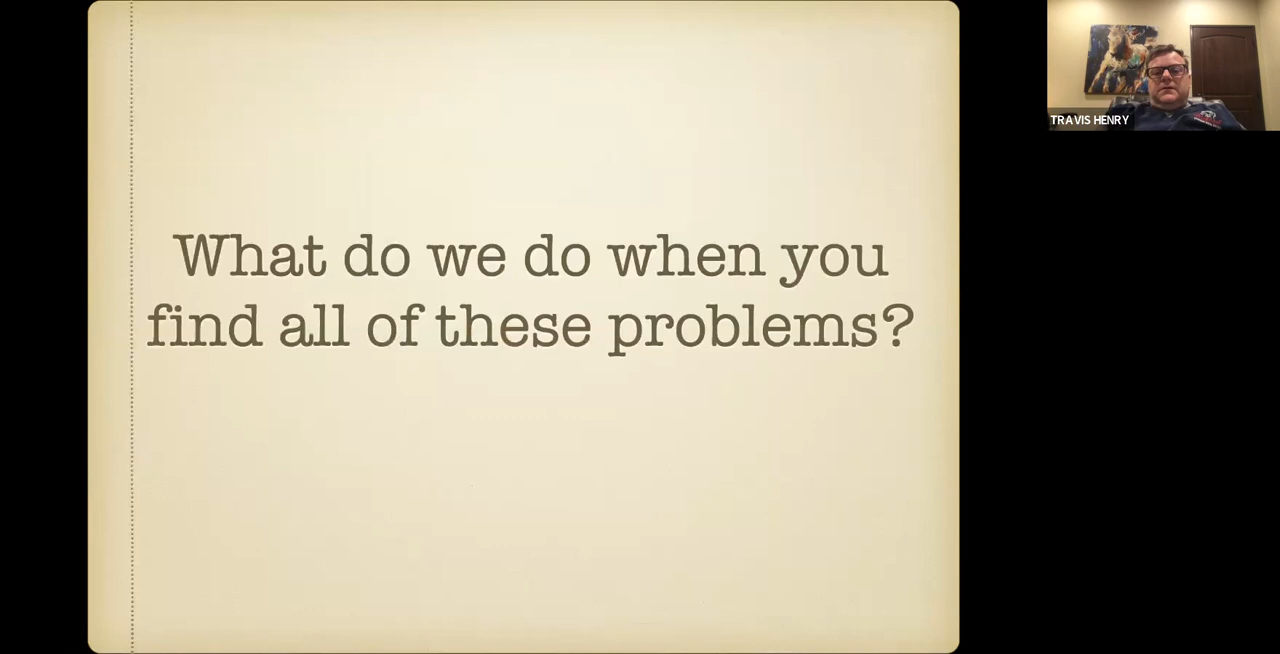 What do we do when you
find all of these problems?
TRAVIS HENRY